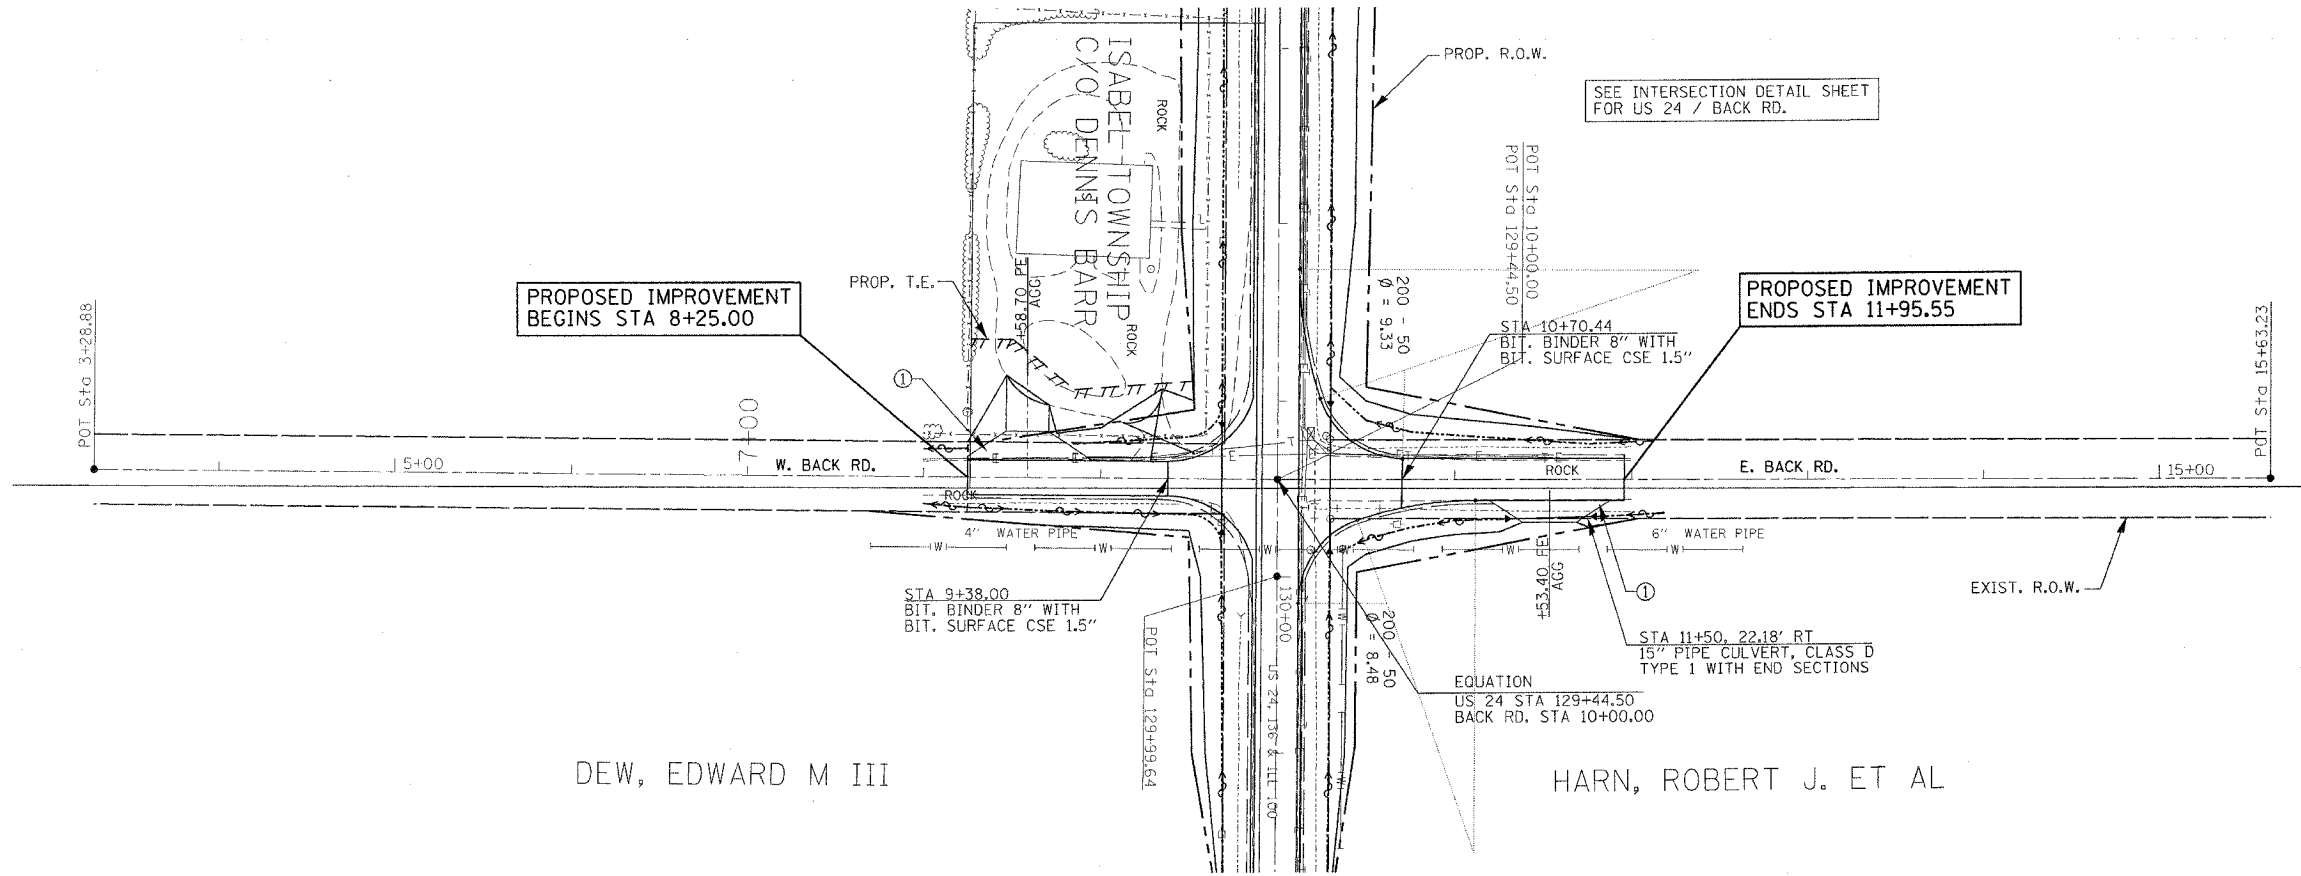 PROP. R.O.W.
SEE INTERSECTION DETAIL SHEET
FOR US 24 / BACK RD.
ISABEL TOWNSHIP
C/O DENNIS BARR
ROCK
ROCK
POT Sta 10+00.00
POT Sta 129+44.50
PROP. T.E.
+58.70 PE
AGG
200 - 50
Ø = 9.33
PROPOSED IMPROVEMENT
BEGINS STA 8+25.00
PROPOSED IMPROVEMENT
ENDS STA 11+95.55
STA 10+70.44
BIT. BINDER 8" WITH
BIT. SURFACE CSE 1.5"
POT Sta 3+28.88
POT Sta 15+63.23
1
7+00
5+00
W. BACK RD.
ROCK
E. BACK RD.
15+00
ROCK
4" WATER PIPE
6" WATER PIPE
W
W
W
W
W
W
W
+53.40 FE
AGG
1
EXIST. R.O.W.
STA 9+38.00
BIT. BINDER 8" WITH
BIT. SURFACE CSE 1.5"
130+00
200 - 50
Ø = 8.48
POT Sta 129+99.64
US 24, 136 & ILL 100
STA 11+50, 22.18' RT
15" PIPE CULVERT, CLASS D
TYPE 1 WITH END SECTIONS
EQUATION
US 24 STA 129+44.50
BACK RD. STA 10+00.00
DEW, EDWARD M III
HARN, ROBERT J. ET AL